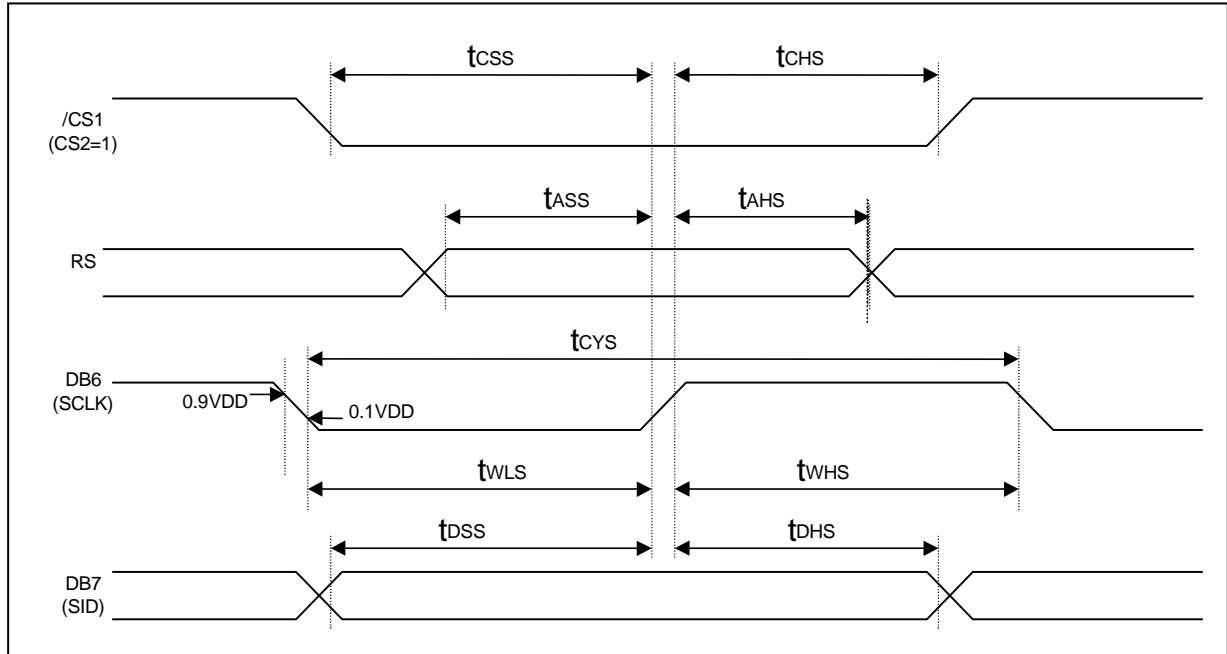 tCSS tCHS
/CS1
(CS2=1)
tASS tAHS
RS
tCYS
DB6
(SCLK)
0.9VDD
0.1VDD
tWLS tWHS
tDSS tDHS
DB7
(SID)